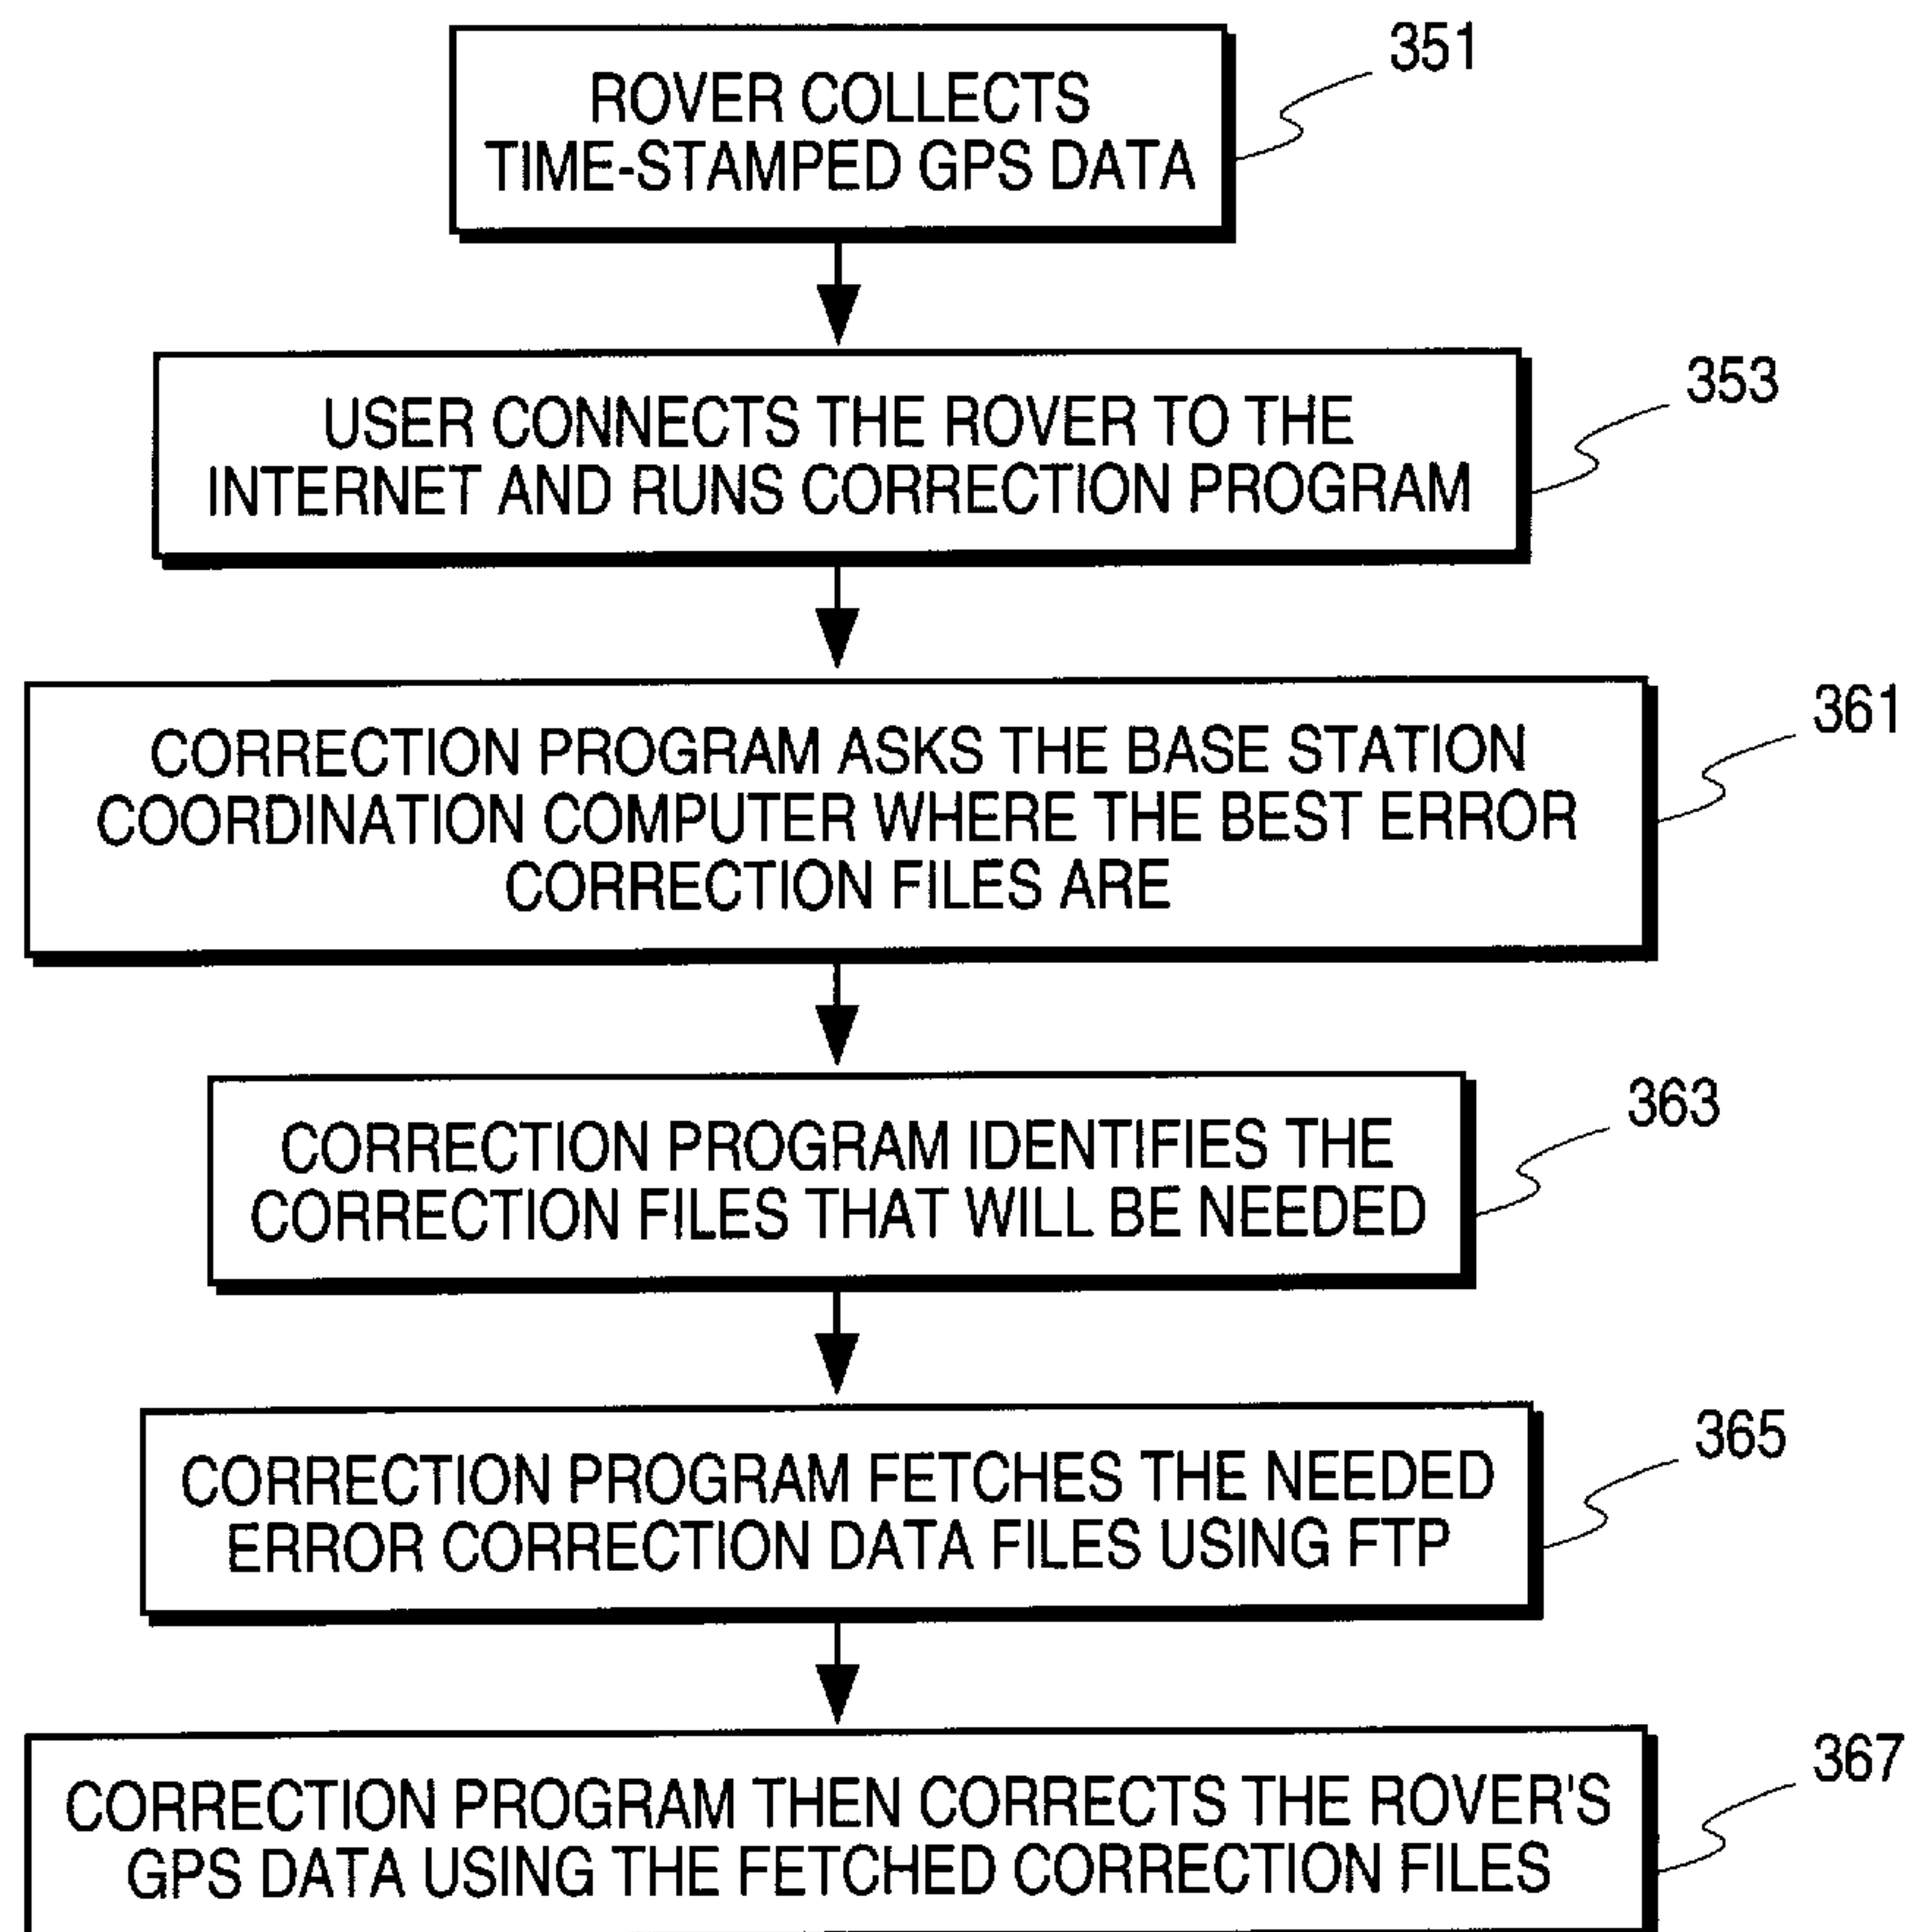 351
ROVER COLLECTS
TIME-STAMPED GPS DATA
353
USER CONNECTS THE ROVER TO THE
INTERNET AND RUNS CORRECTION PROGRAM
361
CORRECTION PROGRAM ASKS THE BASE STATION
COORDINATION COMPUTER WHERE THE BEST ERROR
CORRECTION FILES ARE
363
CORRECTION PROGRAM IDENTIFIES THE
CORRECTION FILES THAT WILL BE NEEDED
365
CORRECTION PROGRAM FETCHES THE NEEDED
ERROR CORRECTION DATA FILES USING FTP
367
CORRECTION PROGRAM THEN CORRECTS THE ROVER'S
GPS DATA USING THE FETCHED CORRECTION FILES